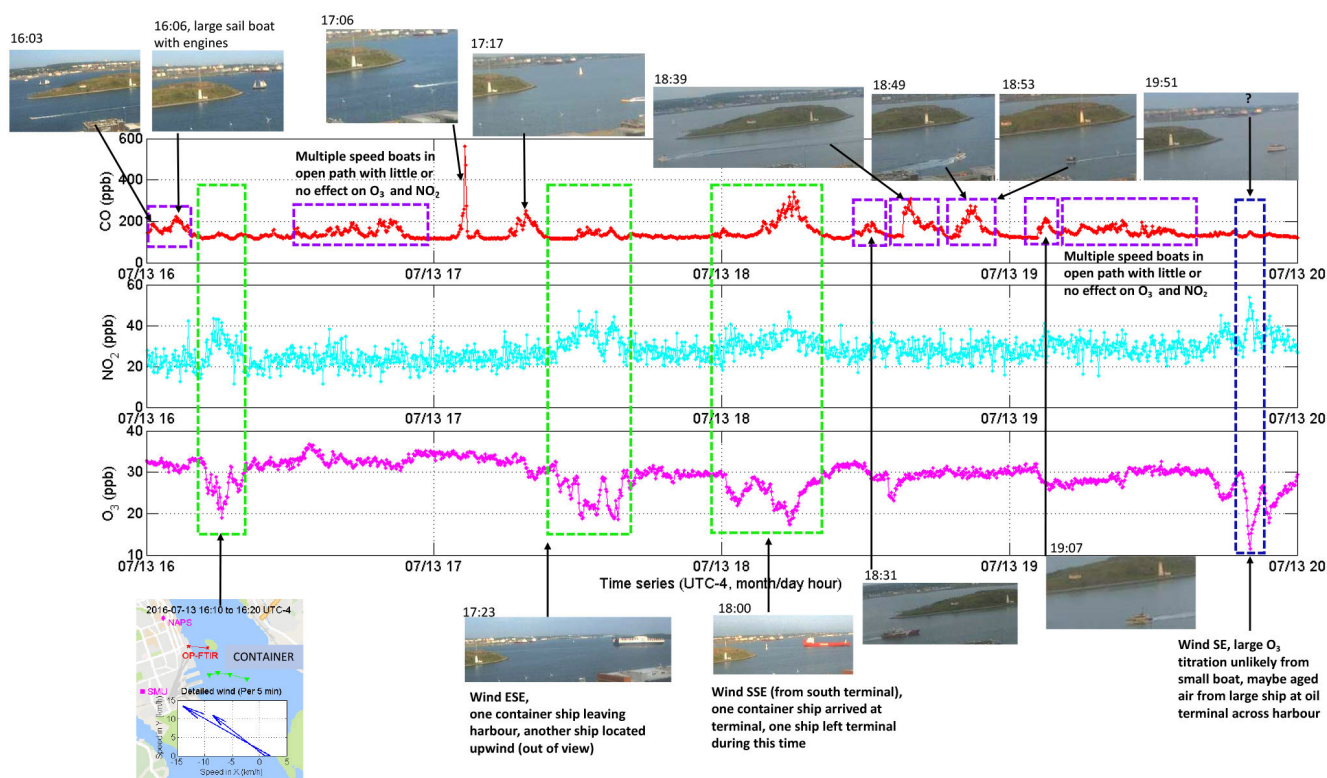 16:03
16:06, large sail boat
with engines
17:06
17:17
18:39
18:49
18:53
19:51
?
600
400
200
0
CO (ppb)
Multiple speed boats in
open path with little or
no effect on O₃ and NO₂
07/13 16
07/13 17
07/13 18
07/13 19
07/13 20
Multiple speed boats in
open path with little or
no effect on O₃ and NO₂
60
40
20
0
NO₂ (ppb)
07/13 16
07/13 17
07/13 18
07/13 19
07/13 20
40
30
20
10
O₃ (ppb)
07/13 16
07/13 17
07/13 18
07/13 19
07/13 20
Time series (UTC-4, month/day hour)
2016-07-13 16:10 to 16:20 UTC-4
NAPS
OP-FTIR
CONTAINER
SMU
Detailed wind (Per 5 min)
15
10
5
0
Speed in Y (km/h)
-15 -10 -5 0 5
Speed in X (km/h)
17:23
Wind ESE,
one container ship leaving
harbour, another ship located
upwind (out of view)
18:00
Wind SSE (from south terminal),
one container ship arrived at
terminal, one ship left terminal
during this time
18:31
19:07
Wind SE, large O₃
titration unlikely from
small boat, maybe aged
air from large ship at oil
terminal across harbour